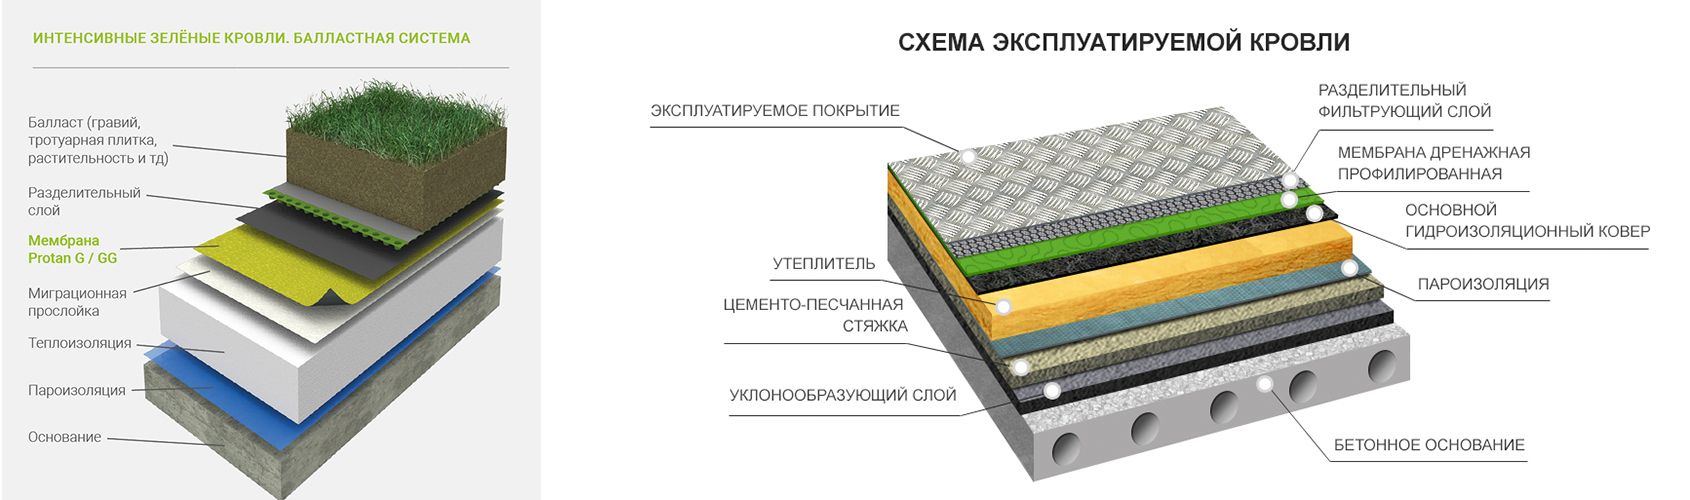 ИНТЕНСИВНЫЕ ЗЕЛЁНЫЕ КРОВЛИ. БАЛЛАСТНАЯ СИСТЕМА
Балласт (гравий,
тротуарная плитка,
растительность и тд)
Разделительный
слой
Мембрана
Protan G / GG
Миграционная
прослойка
Теплоизоляция
Пароизоляция
Основание
СХЕМА ЭКСПЛУАТИРУЕМОЙ КРОВЛИ
ЭКСПЛУАТИРУЕМОЕ ПОКРЫТИЕ
РАЗДЕЛИТЕЛЬНЫЙ
ФИЛЬТРУЮЩИЙ СЛОЙ
МЕМБРАНА ДРЕНАЖНАЯ
ПРОФИЛИРОВАННАЯ
ОСНОВНОЙ
ГИДРОИЗОЛЯЦИОННЫЙ КОВЕР
УТЕПЛИТЕЛЬ
ПАРОИЗОЛЯЦИЯ
ЦЕМЕНТО-ПЕСЧАННАЯ
СТЯЖКА
УКЛОНООБРАЗУЮЩИЙ СЛОЙ
БЕТОННОЕ ОСНОВАНИЕ